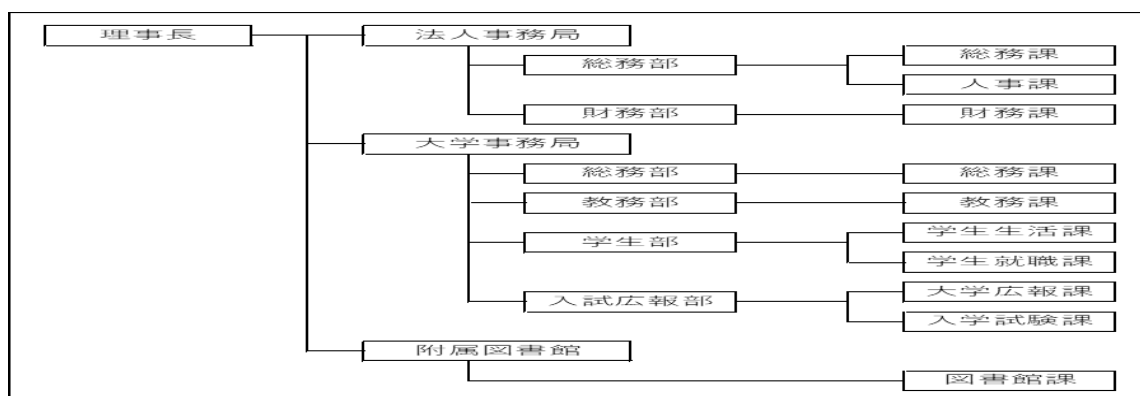 理事長 法人事務局
総務部 総務課
人事課
財務部 財務課
大学事務局
総務部 総務課
教務部 教務課
学生部 学生生活課
学生就職課
入試広報部 大学広報課
入学試験課
附属図書館
図書館課